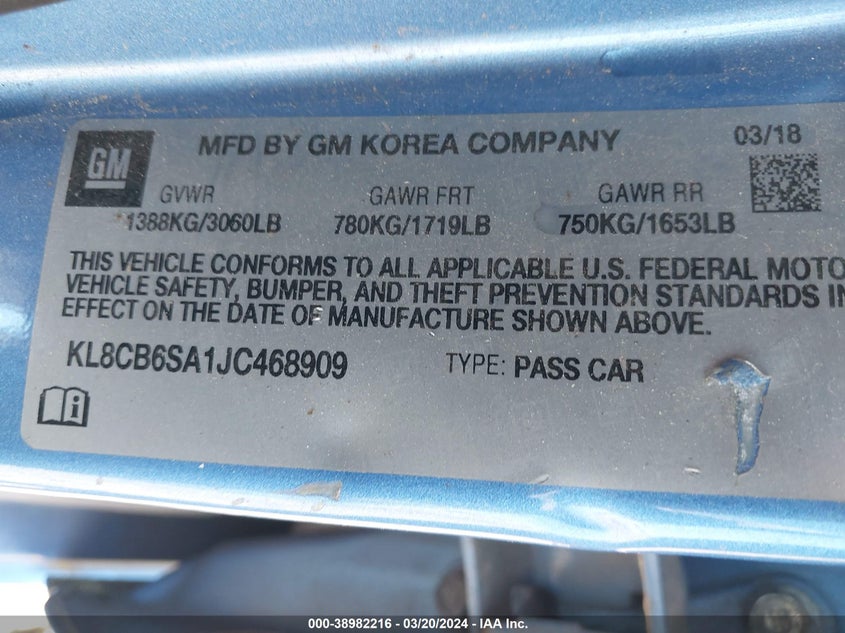 GM
MFD BY GM KOREA COMPANY 03/18
GVWR GAWR FRT GAWR RR
1388KG/3060LB 780KG/1719LB 750KG/1653LB
THIS VEHICLE CONFORMS TO ALL APPLICABLE U.S. FEDERAL MOTO
VEHICLE SAFETY, BUMPER, AND THEFT PREVENTION STANDARDS IN
EFFECT ON THE DATE OF MANUFACTURE SHOWN ABOVE.
KL8CB6SA1JC468909 TYPE: PASS CAR
000-38982216 - 03/20/2024 - IAA Inc.